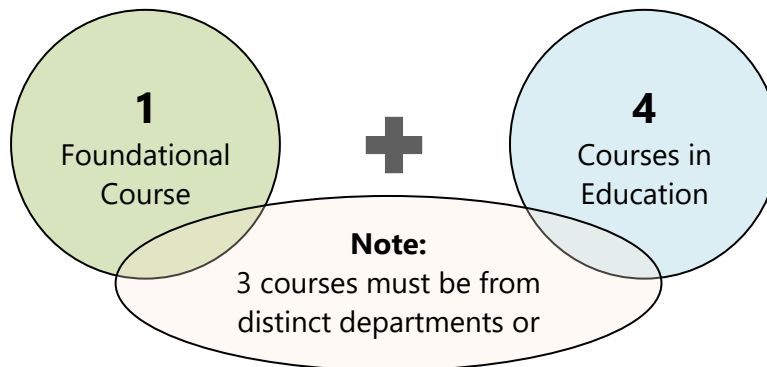 1
Foundational
Course
4
Courses in
Education
Note:
3 courses must be from
distinct departments or